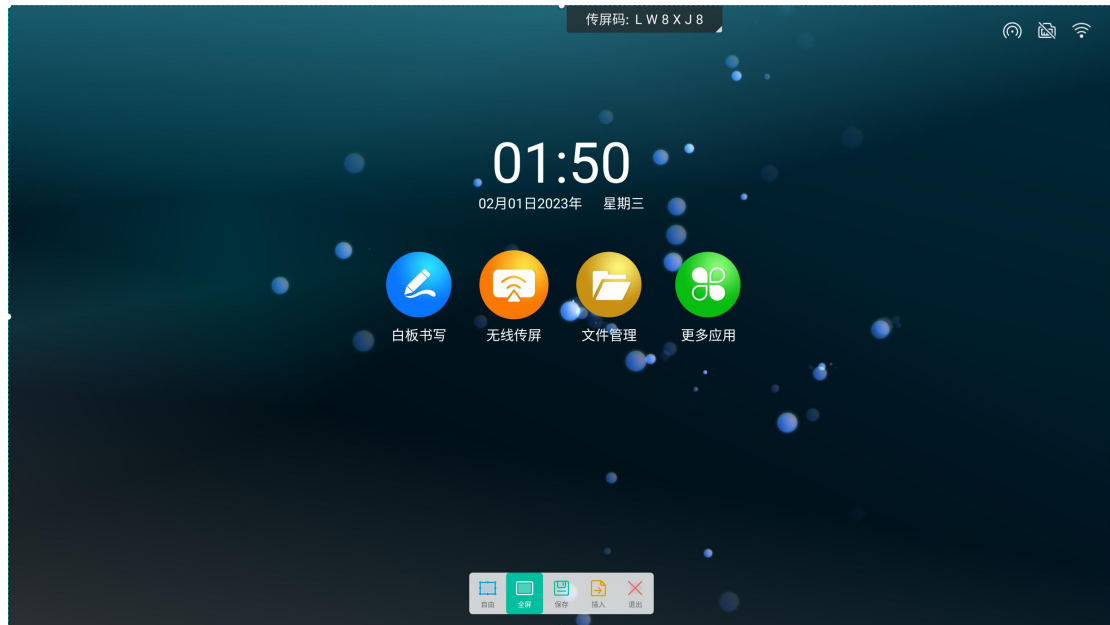 传屏码: LW8XJ8
01:50
02月01日2023年 星期三
白板书写 无线传屏 文件管理 更多应用
自由 全屏 保存 插入 退出